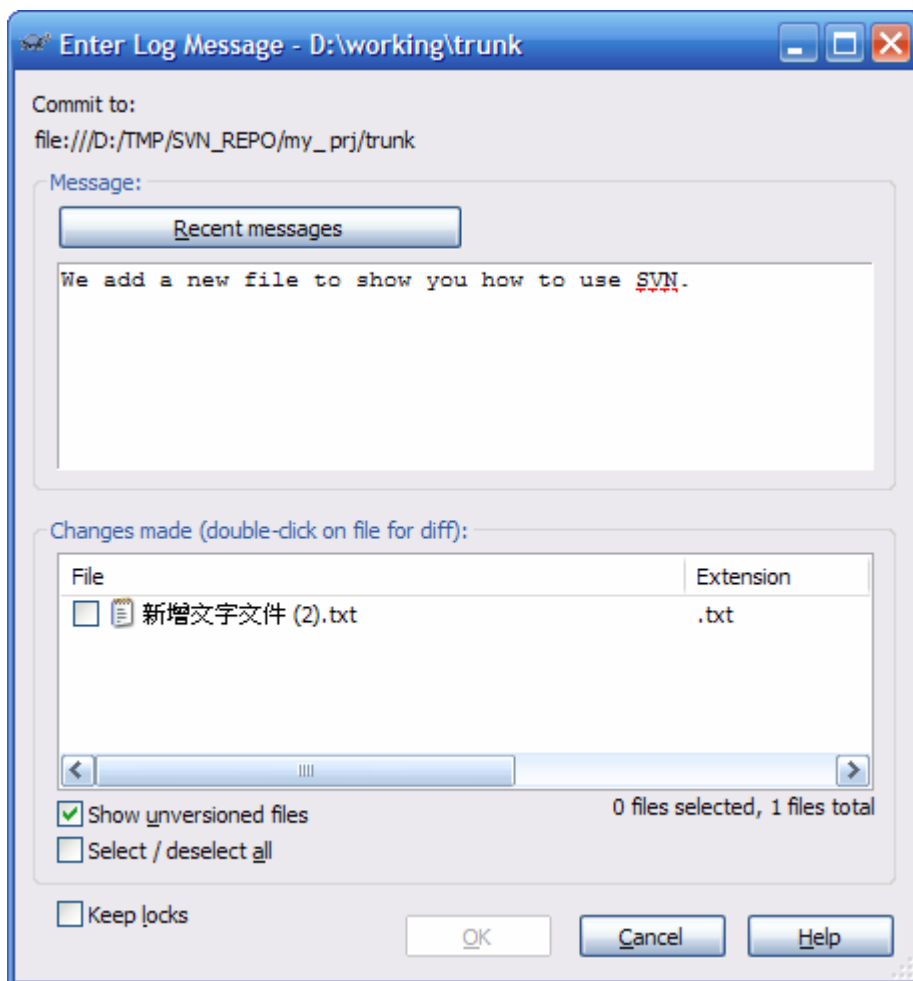 Enter Log Message - D:\working\trunk
Commit to:
file:///D:/TMP/SVN_REPO/my_prj/trunk
Message:
Recent messages
We add a new file to show you how to use SVN.
Changes made (double-click on file for diff):
File Extension
新增文字文件 (2).txt .txt
Show unversioned files 0 files selected, 1 files total
Select / deselect all
Keep locks
OK Cancel Help